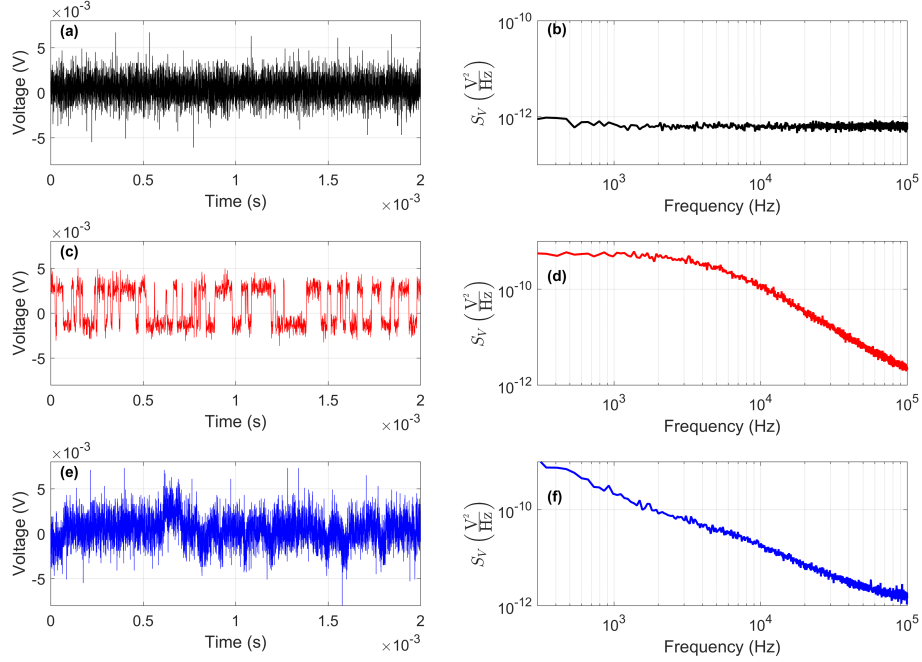 (a)
Voltage (V)
×10⁻³
5
0
-5
0 0.5 1 1.5 2
Time (s)
×10⁻³
(b)
S_V (V²/Hz)
10⁻¹⁰
10⁻¹²
10³ 10⁴ 10⁵
Frequency (Hz)
(c)
Voltage (V)
×10⁻³
5
0
-5
0 0.5 1 1.5 2
Time (s)
×10⁻³
(d)
S_V (V²/Hz)
10⁻¹⁰
10⁻¹²
10³ 10⁴ 10⁵
Frequency (Hz)
(e)
Voltage (V)
×10⁻³
5
0
-5
0 0.5 1 1.5 2
Time (s)
×10⁻³
(f)
S_V (V²/Hz)
10⁻¹⁰
10⁻¹²
10³ 10⁴ 10⁵
Frequency (Hz)